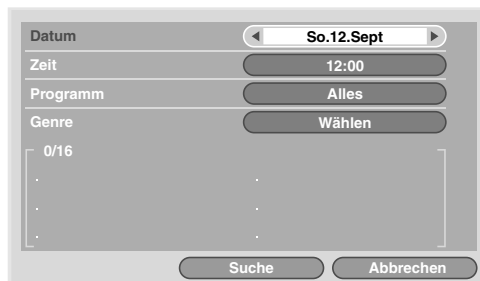 Datum So.12.Sept
Zeit 12:00
Programm Alles
Genre Wählen
0/16
Suche Abbrechen